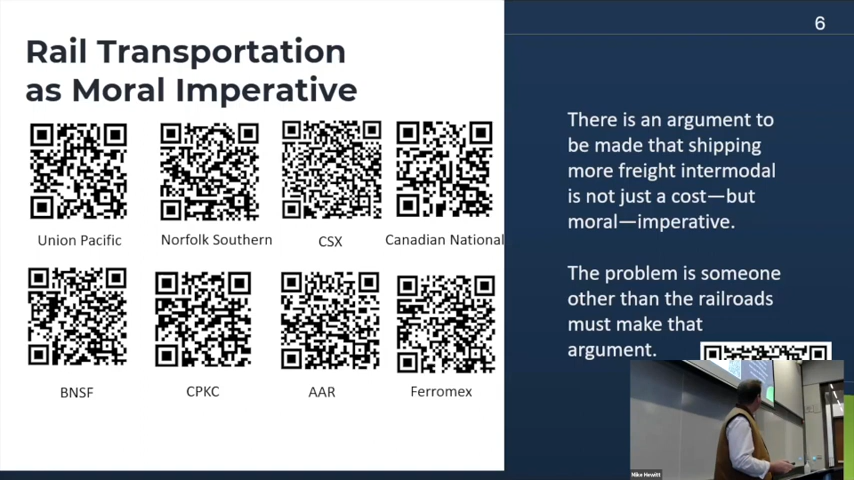 6
Rail Transportation
as Moral Imperative
Union Pacific
Norfolk Southern
CSX
Canadian National
BNSF
CPKC
AAR
Ferromex
There is an argument to
be made that shipping
more freight intermodal
is not just a cost—but
moral—imperative.
The problem is someone
other than the railroads
must make that
argument.
Mike Hewitt